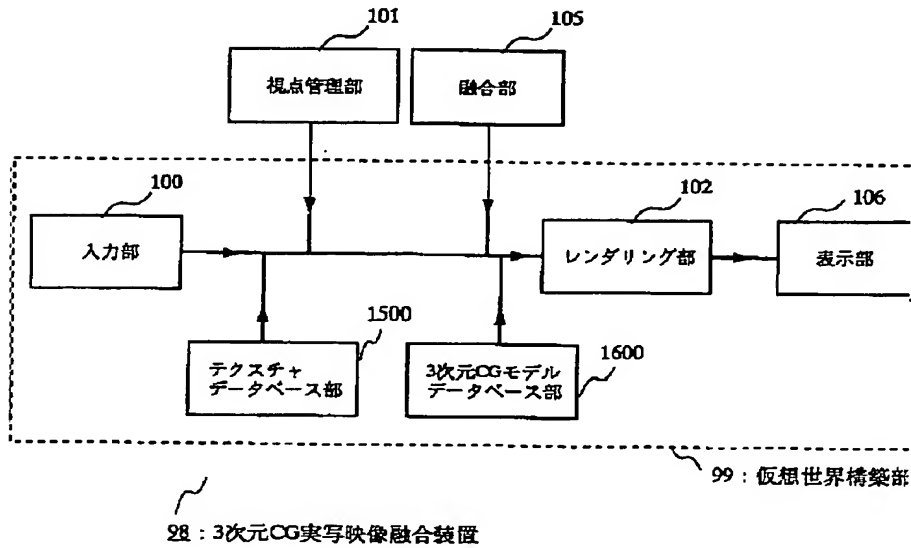 101
105
視点管理部
融合部
100
102
106
入力部
レンダリング部
表示部
1500
1600
テクスチャ
データベース部
3次元CGモデル
データベース部
99：仮想世界構築部
98：3次元CG実写映像融合装置